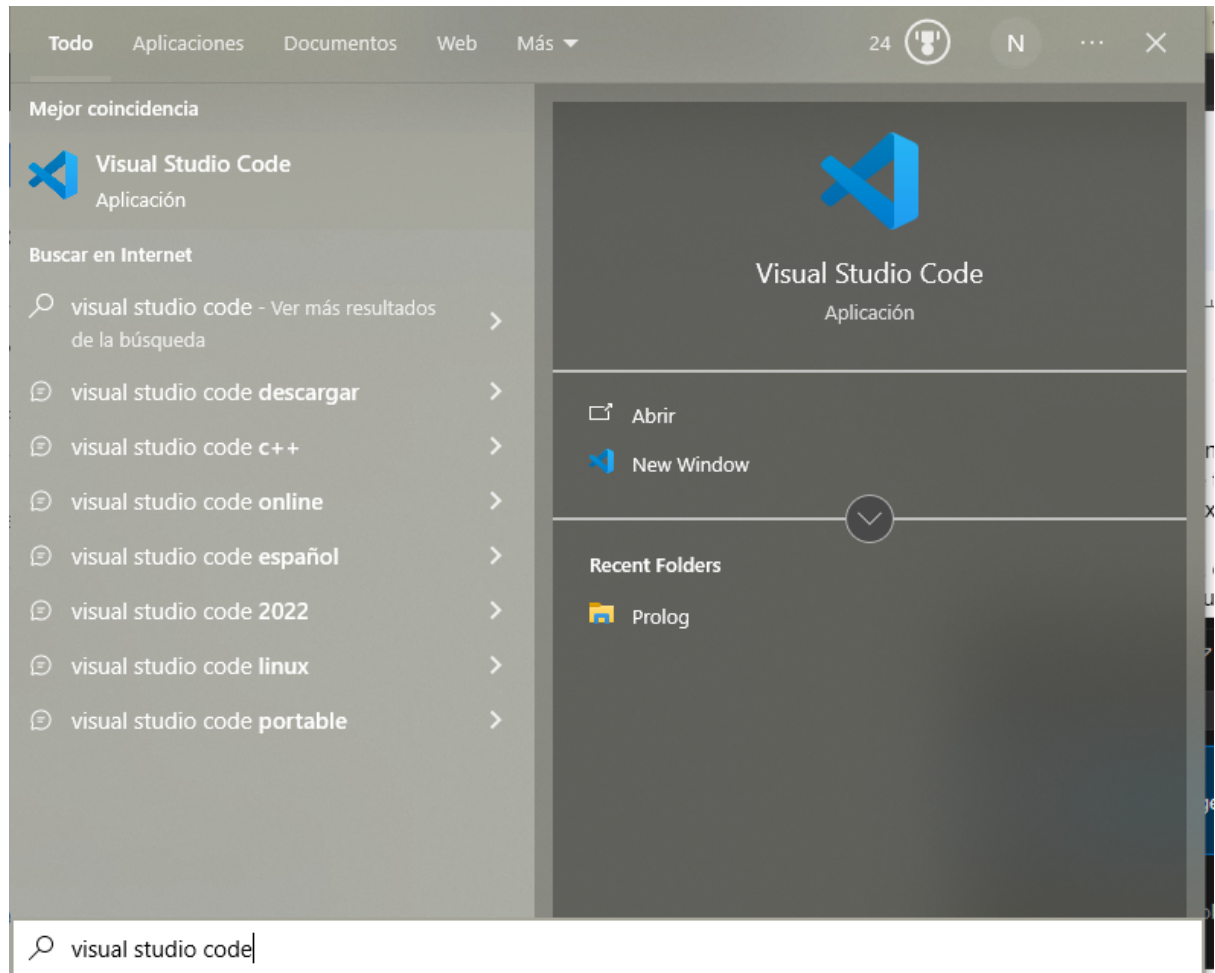 Todo Aplicaciones Documentos Web Más 24 N ...
Mejor coincidencia
Visual Studio Code
Aplicación
Buscar en Internet
visual studio code - Ver más resultados
de la búsqueda
visual studio code descargar
visual studio code c++
visual studio code online
visual studio code español
visual studio code 2022
visual studio code linux
visual studio code portable
Visual Studio Code
Aplicación
Abrir
New Window
Recent Folders
Prolog
visual studio code